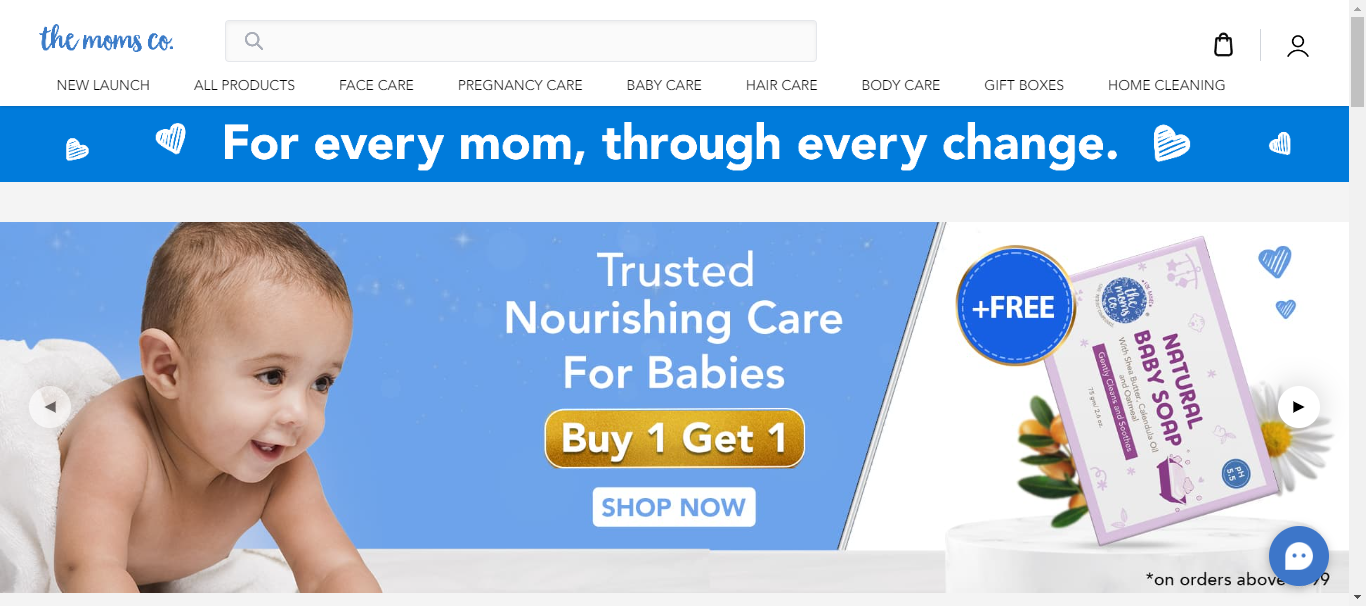 the moms co.
NEW LAUNCH ALL PRODUCTS FACE CARE PREGNANCY CARE BABY CARE HAIR CARE BODY CARE GIFT BOXES HOME CLEANING
For every mom, through every change.
Trusted
Nourishing Care
For Babies
Buy 1 Get 1
SHOP NOW
+FREE
the
moms
co.
NATURAL
BABY SOAP
With Shea Butter, Calendula Oil
and Oatmeal
Gently Cleans and Soothes
75 gm/ 2.6 oz.
pH
5.5
*on orders above